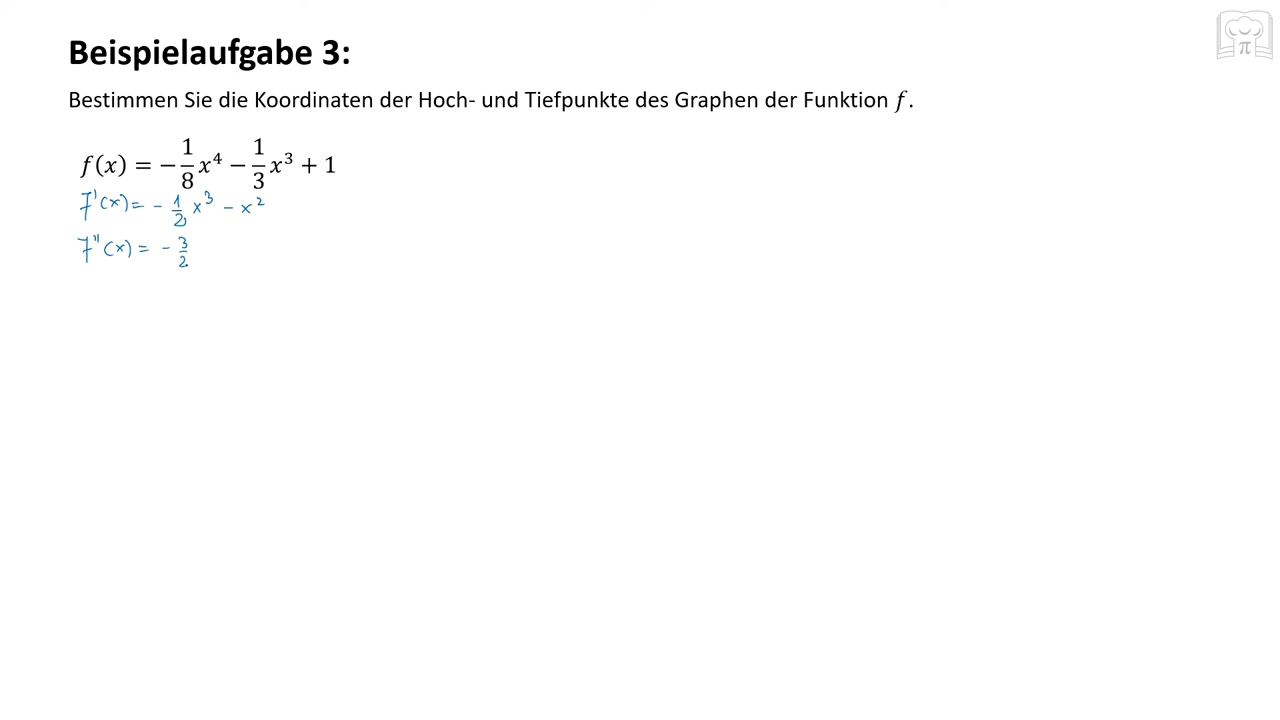 Beispielaufgabe 3:
Bestimmen Sie die Koordinaten der Hoch- und Tiefpunkte des Graphen der Funktion f.
f(x) = −1/8 x⁴ − 1/3 x³ + 1
f'(x) = − 1/2 x³ − x²
f''(x) = − 3/2
π